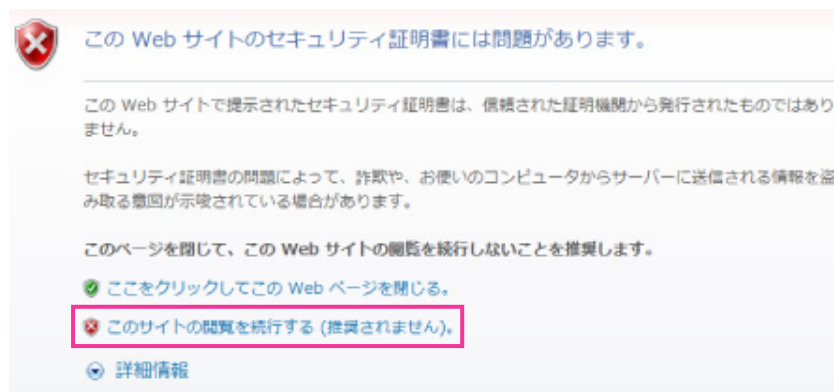 この Web サイトのセキュリティ証明書には問題があります。
この Web サイトで提示されたセキュリティ証明書は、信頼された証明機関から発行されたものではあり
ません。
セキュリティ証明書の問題によって、詐欺や、お使いのコンピュータからサーバーに送信される情報を盗
み取る意図が示唆されている場合があります。
このページを閉じて、この Web サイトの閲覧を続行しないことを推奨します。
ここをクリックしてこの Web ページを閉じる。
このサイトの閲覧を続行する (推奨されません)。
詳細情報